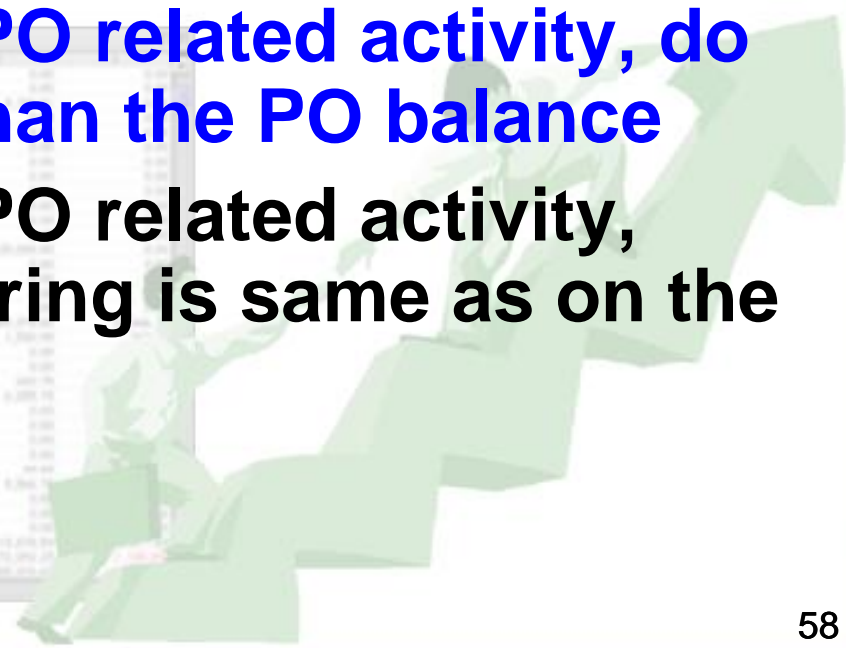 PO related activity, do
han the PO balance
PO related activity,
ring is same as on the
58